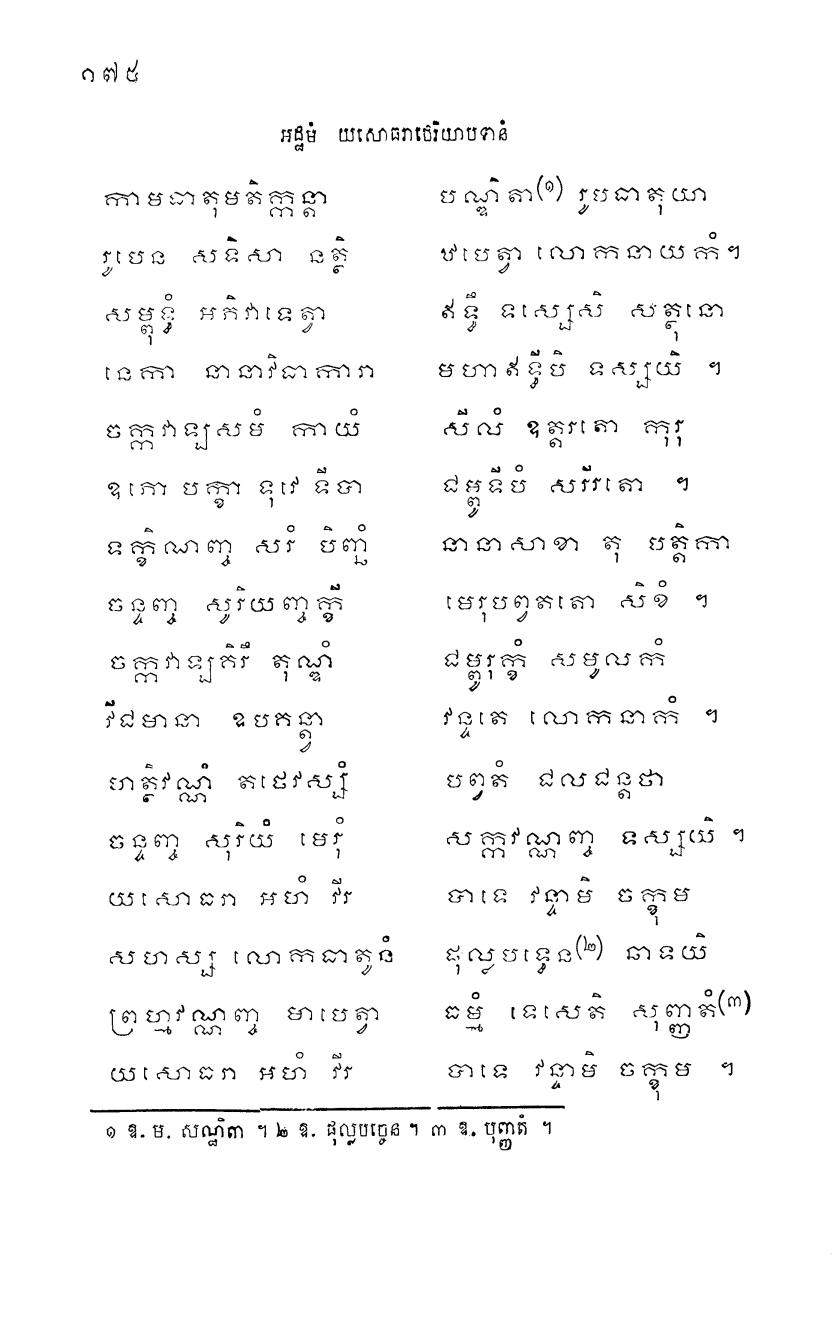 ១៧៥
អដ្ឋមំ យសោធរាថេរិយាបទានំ
កាមធាតុមតិក្កន្តា បណ្ឌិតា(១) រូបធាតុយា
រូបេន សទិសា នត្ថិ ឋបេត្វា លោកនាយកំ។
សម្ពុទ្ធំ អភិវាទេត្វា ឥទ្ធឹ ទស្សេសិ សត្ថុនោ
នេកា នានាវិធាការា មហាឥទ្ធីបិ ទស្សយិ ។
ចក្កវាឡសមំ កាយំ សីលំ ឧត្តរតោ កុរុ
ឧភោ បក្ខា ទុវេ ទីបា ជម្ពូទីបំ សរីរតោ ។
ទក្ខិណញ្ច សរំ បិញ្ឆំ នានាសាខា តុ បត្តិកា
ចន្ទញ្ច សូរិយញ្ចក្ខី មេរុបព្វតតោ សិខំ ។
ចក្កវាឡគិរឹ តុណ្ឌំ ជម្ពូរុក្ខំ សមូលកំ
វីជមានា ឧបគន្ត្វា វន្ទតេ លោកនាកំ ។
ហត្ថិវណ្ណំ តថេវស្សំ បព្វតំ ជលជន្តថា
ចន្ទញ្ច សុរិយំ មេរុំ សក្កវណ្ណញ្ច ទស្សយិ ។
យសោធរា អហំ វីរ បាទេ វន្ទាមិ ចក្ខុម
សហស្ស លោកធាតូនំ ផុល្លបទ្មេន(២) ឆាទយិ
ព្រហ្មវណ្ណញ្ច មាបេត្វា ធម្មំ ទេសេតិ សុញ្ញតំ(៣)
យសោធរា អហំ វីរ បាទេ វន្ទាមិ ចក្ខុម ។
១ ឱ. ម. សណ្ឋិតា ។ ២ ឱ. ផុល្លបច្ចេន ។ ៣ ឱ. បុញ្ញតំ ។